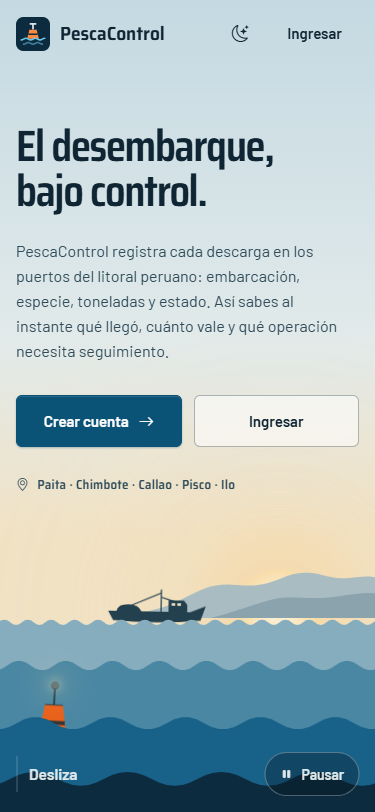 PescaControl
Ingresar
El desembarque,
bajo control.
PescaControl registra cada descarga en los
puertos del litoral peruano: embarcación,
especie, toneladas y estado. Así sabes al
instante qué llegó, cuánto vale y qué operación
necesita seguimiento.
Crear cuenta →
Ingresar
Paita · Chimbote · Callao · Pisco · Ilo
Desliza
Pausar